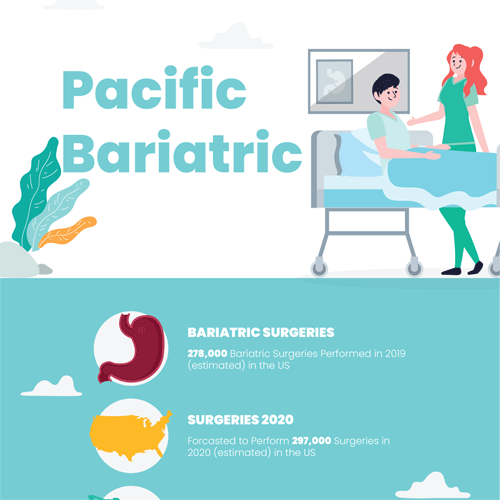 Pacific
Bariatric
BARIATRIC SURGERIES
278,000 Bariatric Surgeries Performed in 2019
(estimated) in the US
SURGERIES 2020
Forcasted to Perform 297,000 Surgeries in
2020 (estimated) in the US